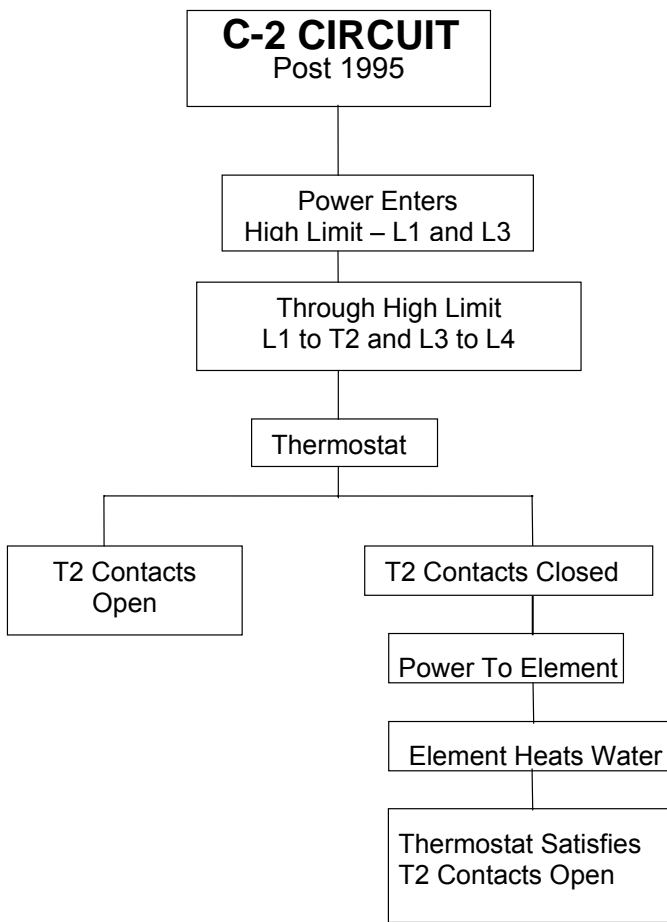 C-2 CIRCUIT
Post 1995
Power Enters
High Limit – L1 and L3
Through High Limit
L1 to T2 and L3 to L4
Thermostat
T2 Contacts
Open
T2 Contacts Closed
Power To Element
Element Heats Water
Thermostat Satisfies
T2 Contacts Open